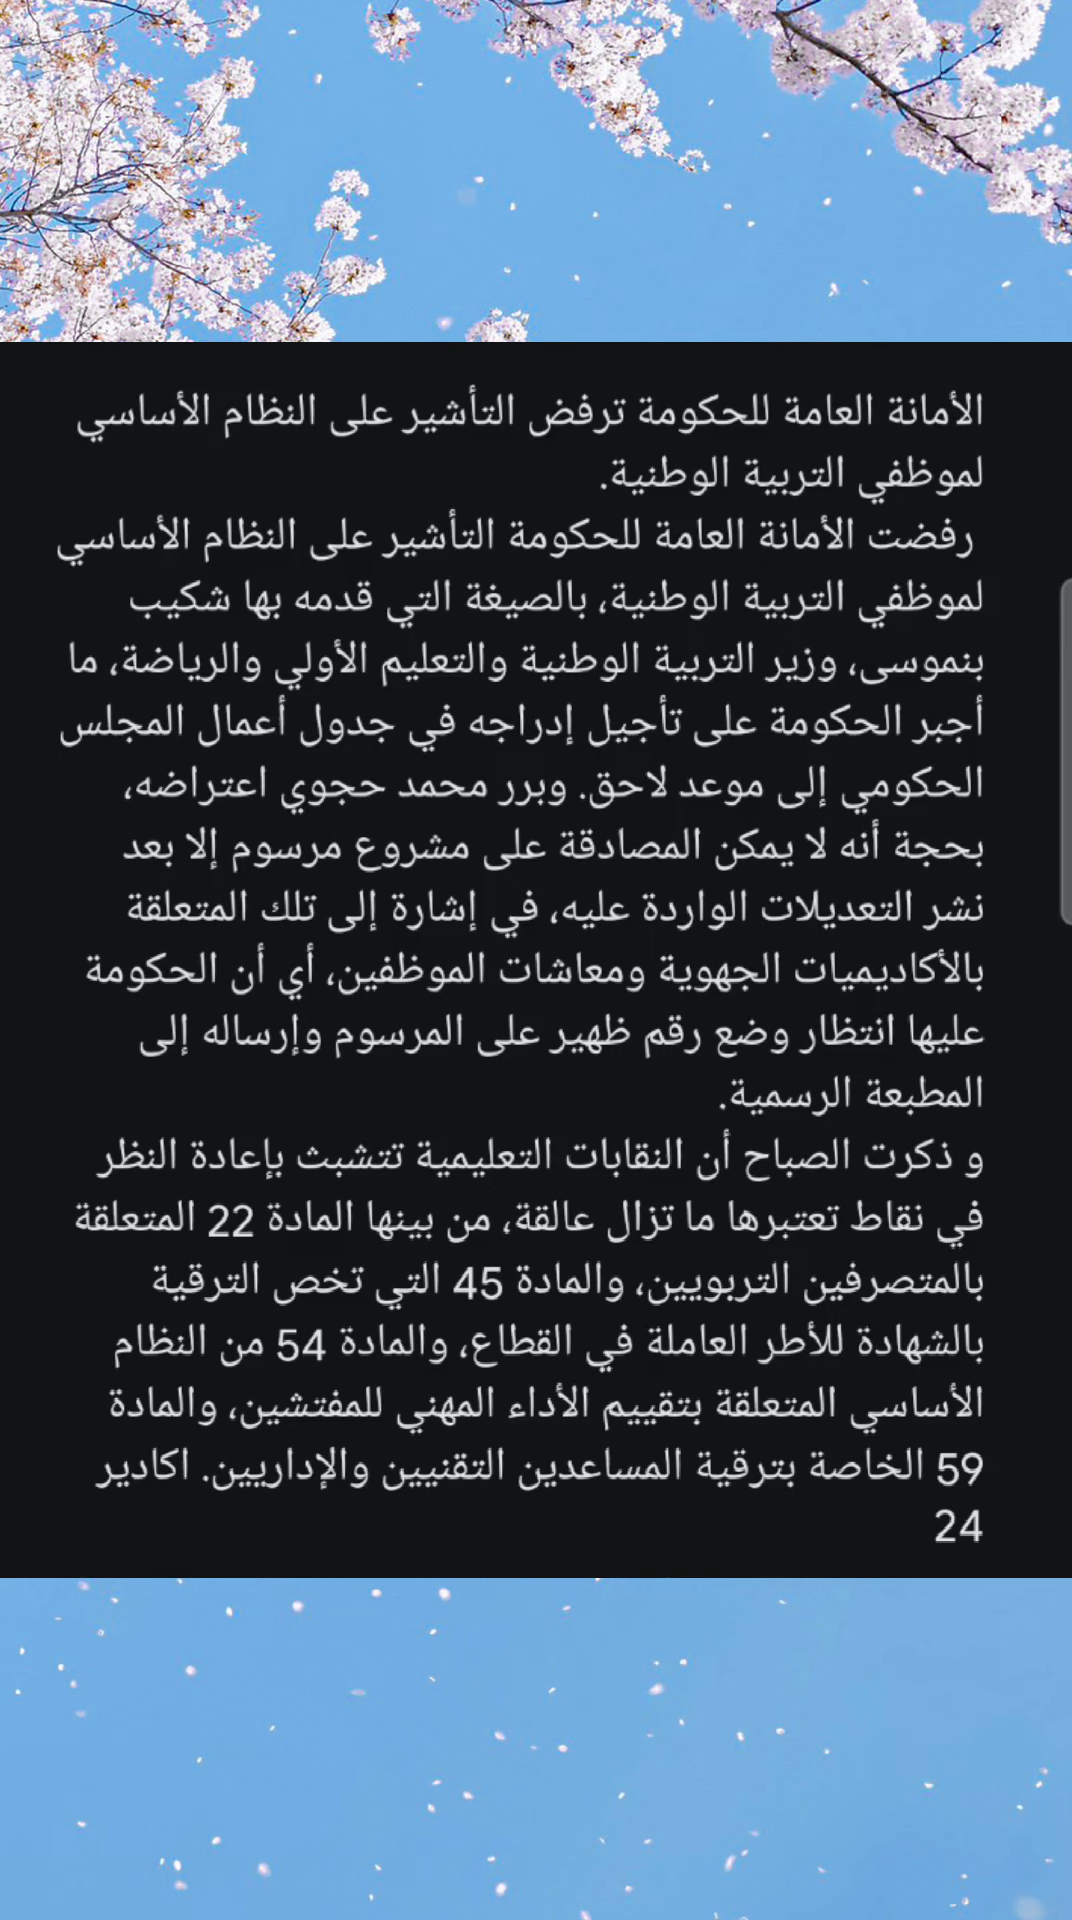 الأمانة العامة للحكومة ترفض التأشير على النظام الأساسي
لموظفي التربية الوطنية.
رفضت الأمانة العامة للحكومة التأشير على النظام الأساسي
لموظفي التربية الوطنية، بالصيغة التي قدمه بها شكيب
بنموسى، وزير التربية الوطنية والتعليم الأولي والرياضة، ما
أجبر الحكومة على تأجيل إدراجه في جدول أعمال المجلس
الحكومي إلى موعد لاحق. وبرر محمد حجوي اعتراضه،
بحجة أنه لا يمكن المصادقة على مشروع مرسوم إلا بعد
نشر التعديلات الواردة عليه، في إشارة إلى تلك المتعلقة
بالأكاديميات الجهوية ومعاشات الموظفين، أي أن الحكومة
عليها انتظار وضع رقم ظهير على المرسوم وإرساله إلى
المطبعة الرسمية.
و ذكرت الصباح أن النقابات التعليمية تتشبث بإعادة النظر
في نقاط تعتبرها ما تزال عالقة، من بينها المادة 22 المتعلقة
بالمتصرفين التربويين، والمادة 45 التي تخص الترقية
بالشهادة للأطر العاملة في القطاع، والمادة 54 من النظام
الأساسي المتعلقة بتقييم الأداء المهني للمفتشين، والمادة
59 الخاصة بترقية المساعدين التقنيين والإداريين. اكادير
24